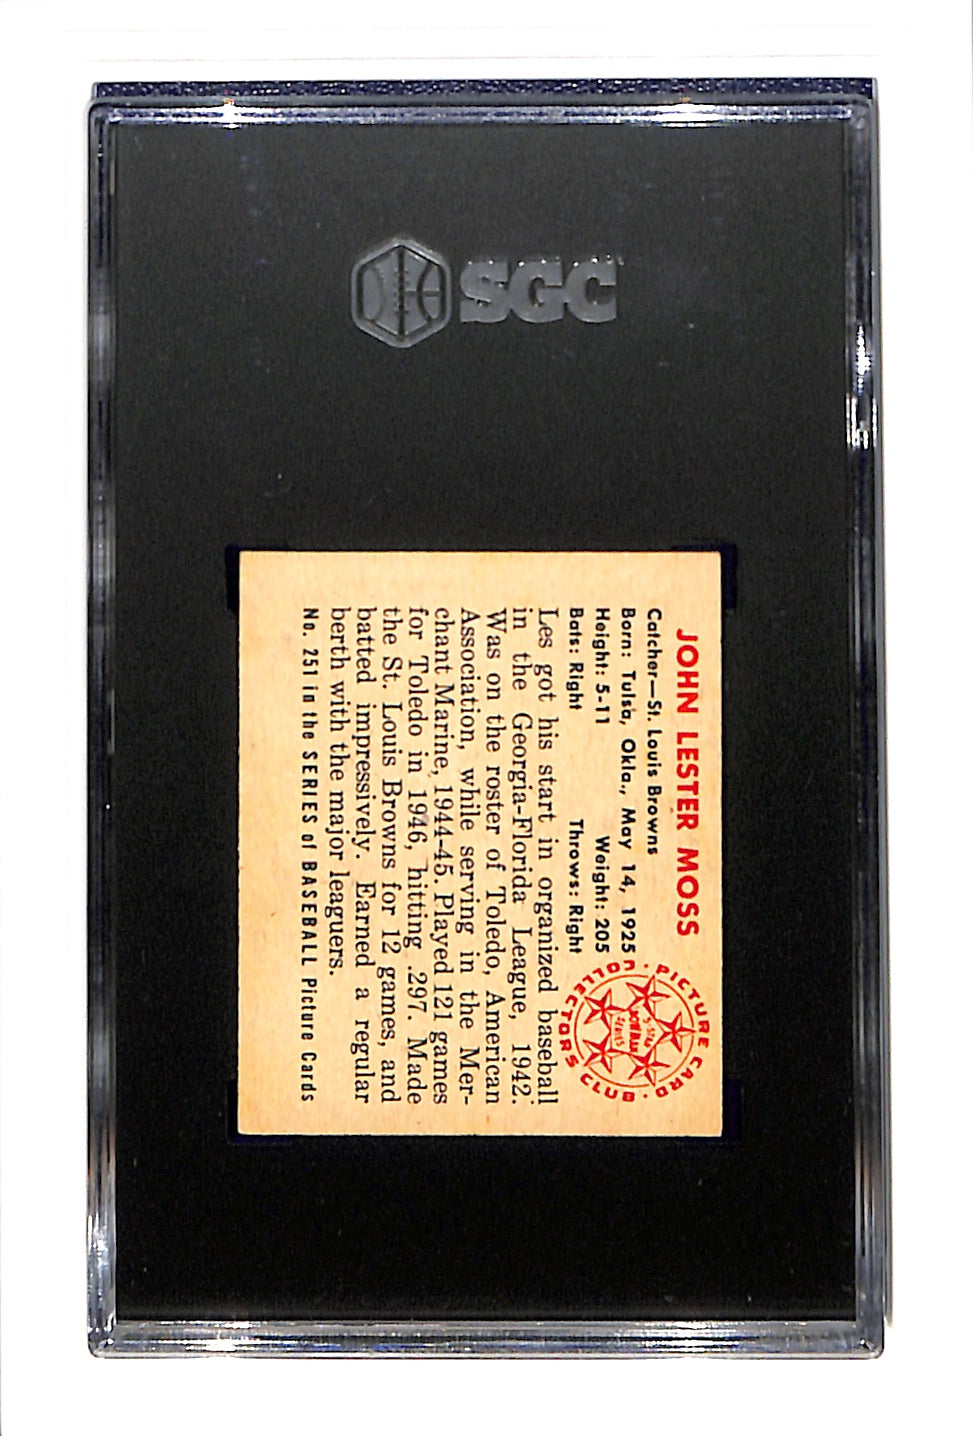 SGC
JOHN LESTER MOSS
Catcher—St. Louis Browns
Born: Tulsa, Okla., May 14, 1925
Height: 5-11 Weight: 205
Bats: Right Throws: Right
PICTURE CARD · COLLECTORS CLUB ·
5-STAR
BOWMAN
SERIES
Les got his start in organized baseball
in the Georgia-Florida League, 1942.
Was on the roster of Toledo, American
Association, while serving in the Mer-
chant Marine, 1944-45. Played 121 games
for Toledo in 1946, hitting .297. Made
the St. Louis Browns for 12 games, and
batted impressively. Earned a regular
berth with the major leaguers.
No. 251 in the SERIES of BASEBALL Picture Cards